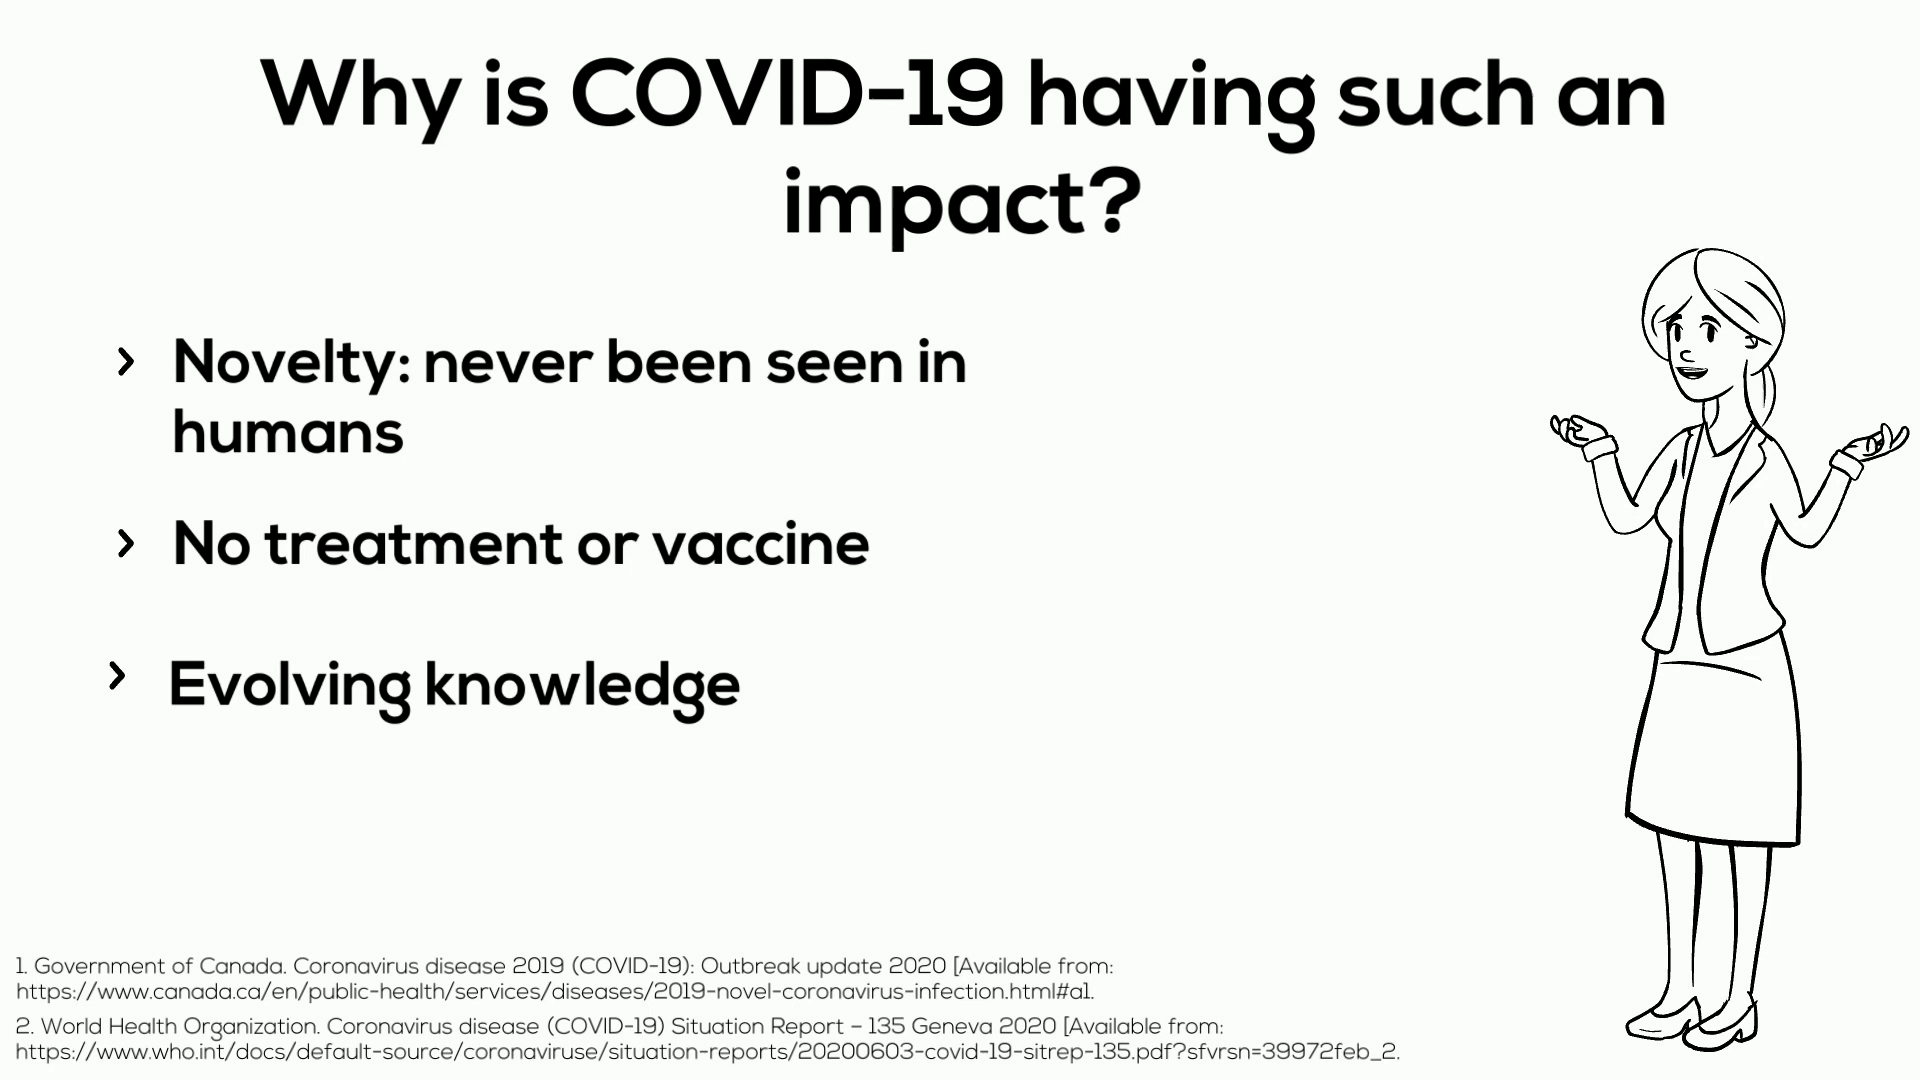 Why is COVID-19 having such an
impact?
› Novelty: never been seen in
humans
› No treatment or vaccine
› Evolving knowledge
1. Government of Canada. Coronavirus disease 2019 (COVID-19): Outbreak update 2020 [Available from:
https://www.canada.ca/en/public-health/services/diseases/2019-novel-coronavirus-infection.html#a1.
2. World Health Organization. Coronavirus disease (COVID-19) Situation Report – 135 Geneva 2020 [Available from:
https://www.who.int/docs/default-source/coronaviruse/situation-reports/20200603-covid-19-sitrep-135.pdf?sfvrsn=39972feb_2.